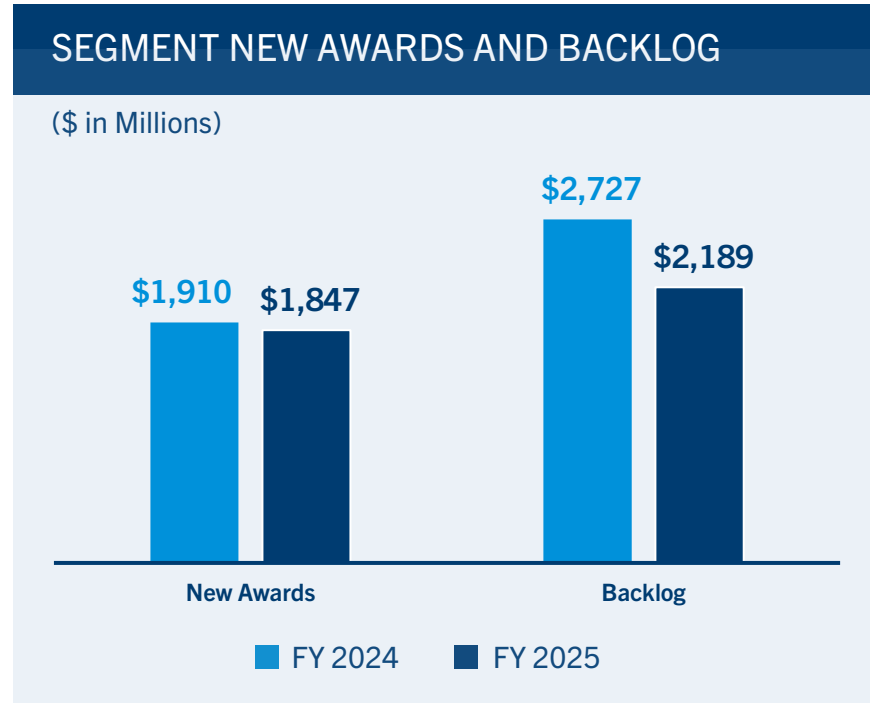 SEGMENT NEW AWARDS AND BACKLOG
($ in Millions)
$2,727
$2,189
$1,910
$1,847
New Awards
Backlog
FY 2024
FY 2025